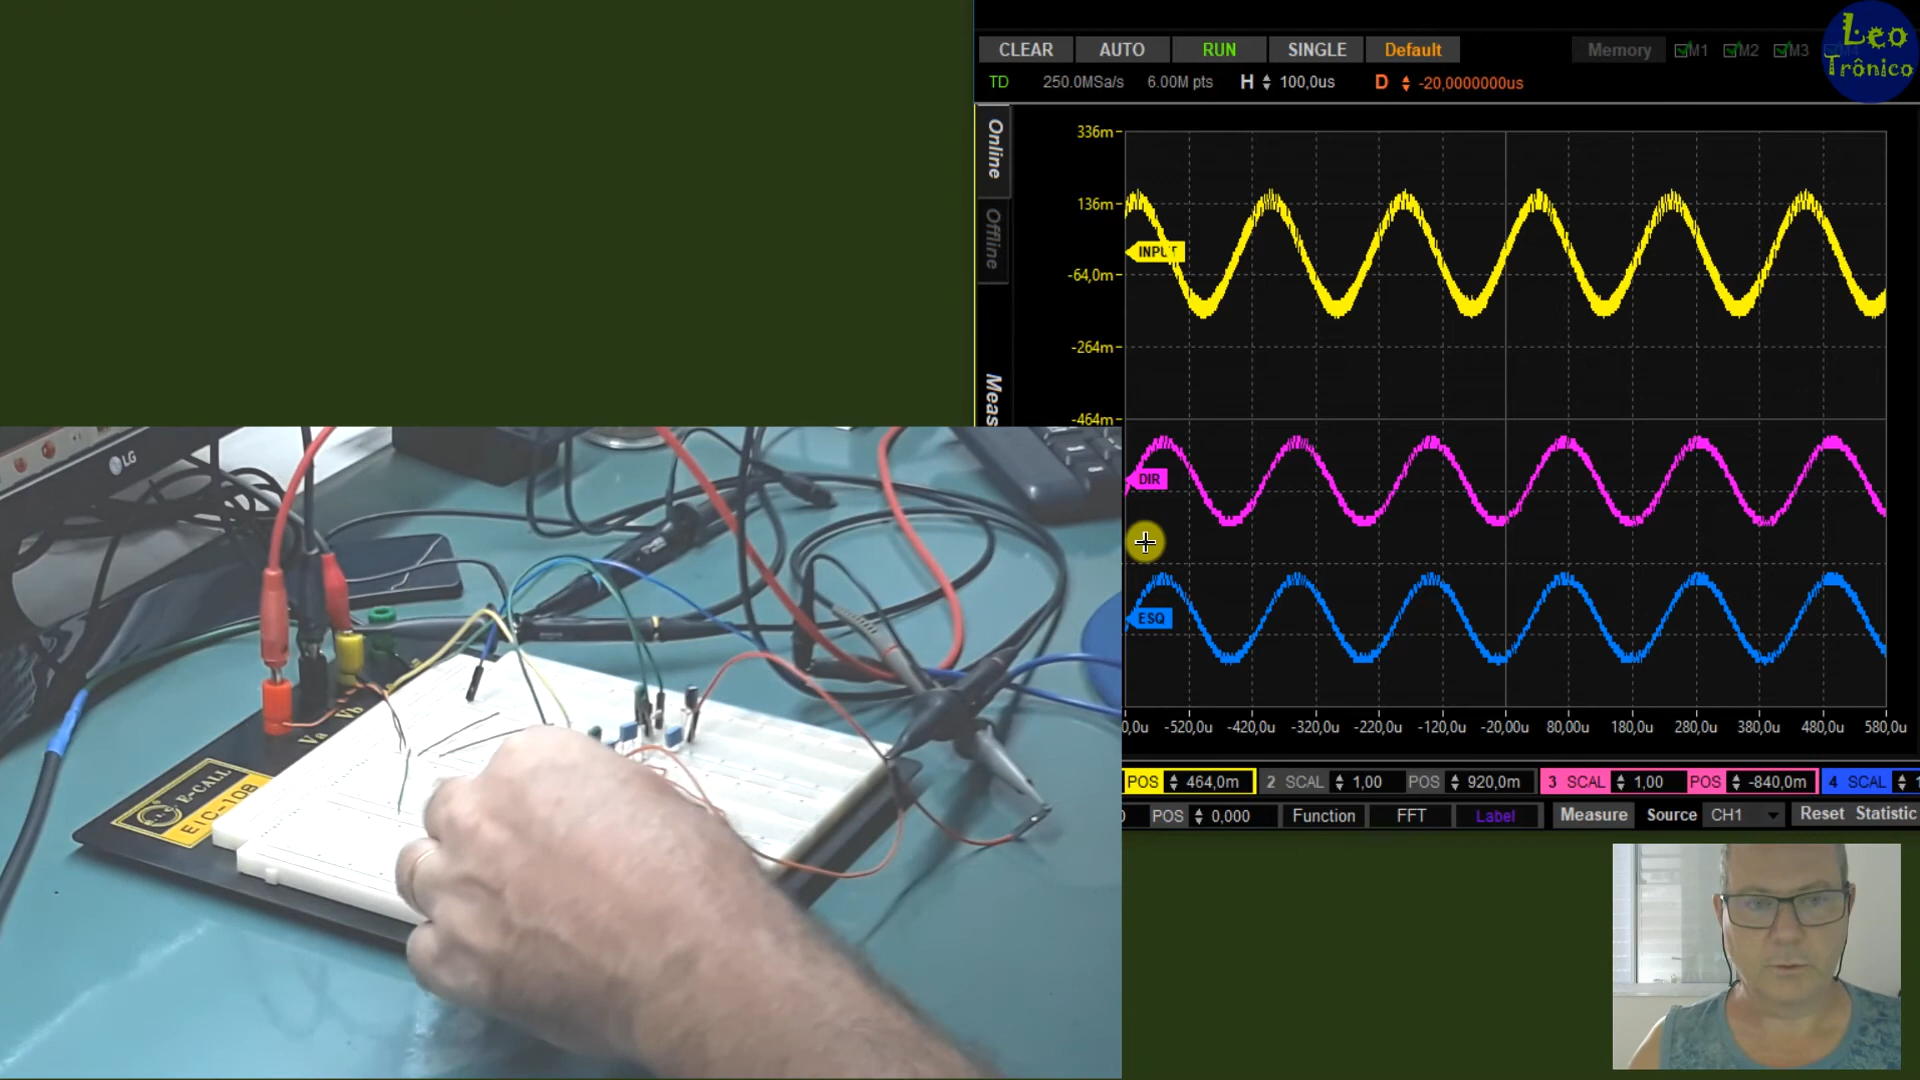 Leo
Trônico
CLEAR AUTO RUN SINGLE Default Memory M1 M2 M3
TD 250.0MSa/s 6.00M pts H 100,0us D -20,0000000us
Online
Offline
Meas
336m
136m
-64,0m
-264m
-464m
INPUT
DIR
ESQ
0,0u -520,0u -420,0u -320,0u -220,0u -120,0u -20,00u 80,00u 180,0u 280,0u 380,0u 480,0u 580,0u
POS 464,0m 2 SCAL 1,00 POS 920,0m 3 SCAL 1,00 POS -840,0m 4 SCAL 1
0 POS 0,000 Function FFT Label Measure Source CH1 Reset Statistic
LG
Va
Vb
E-CALL
EIC-108